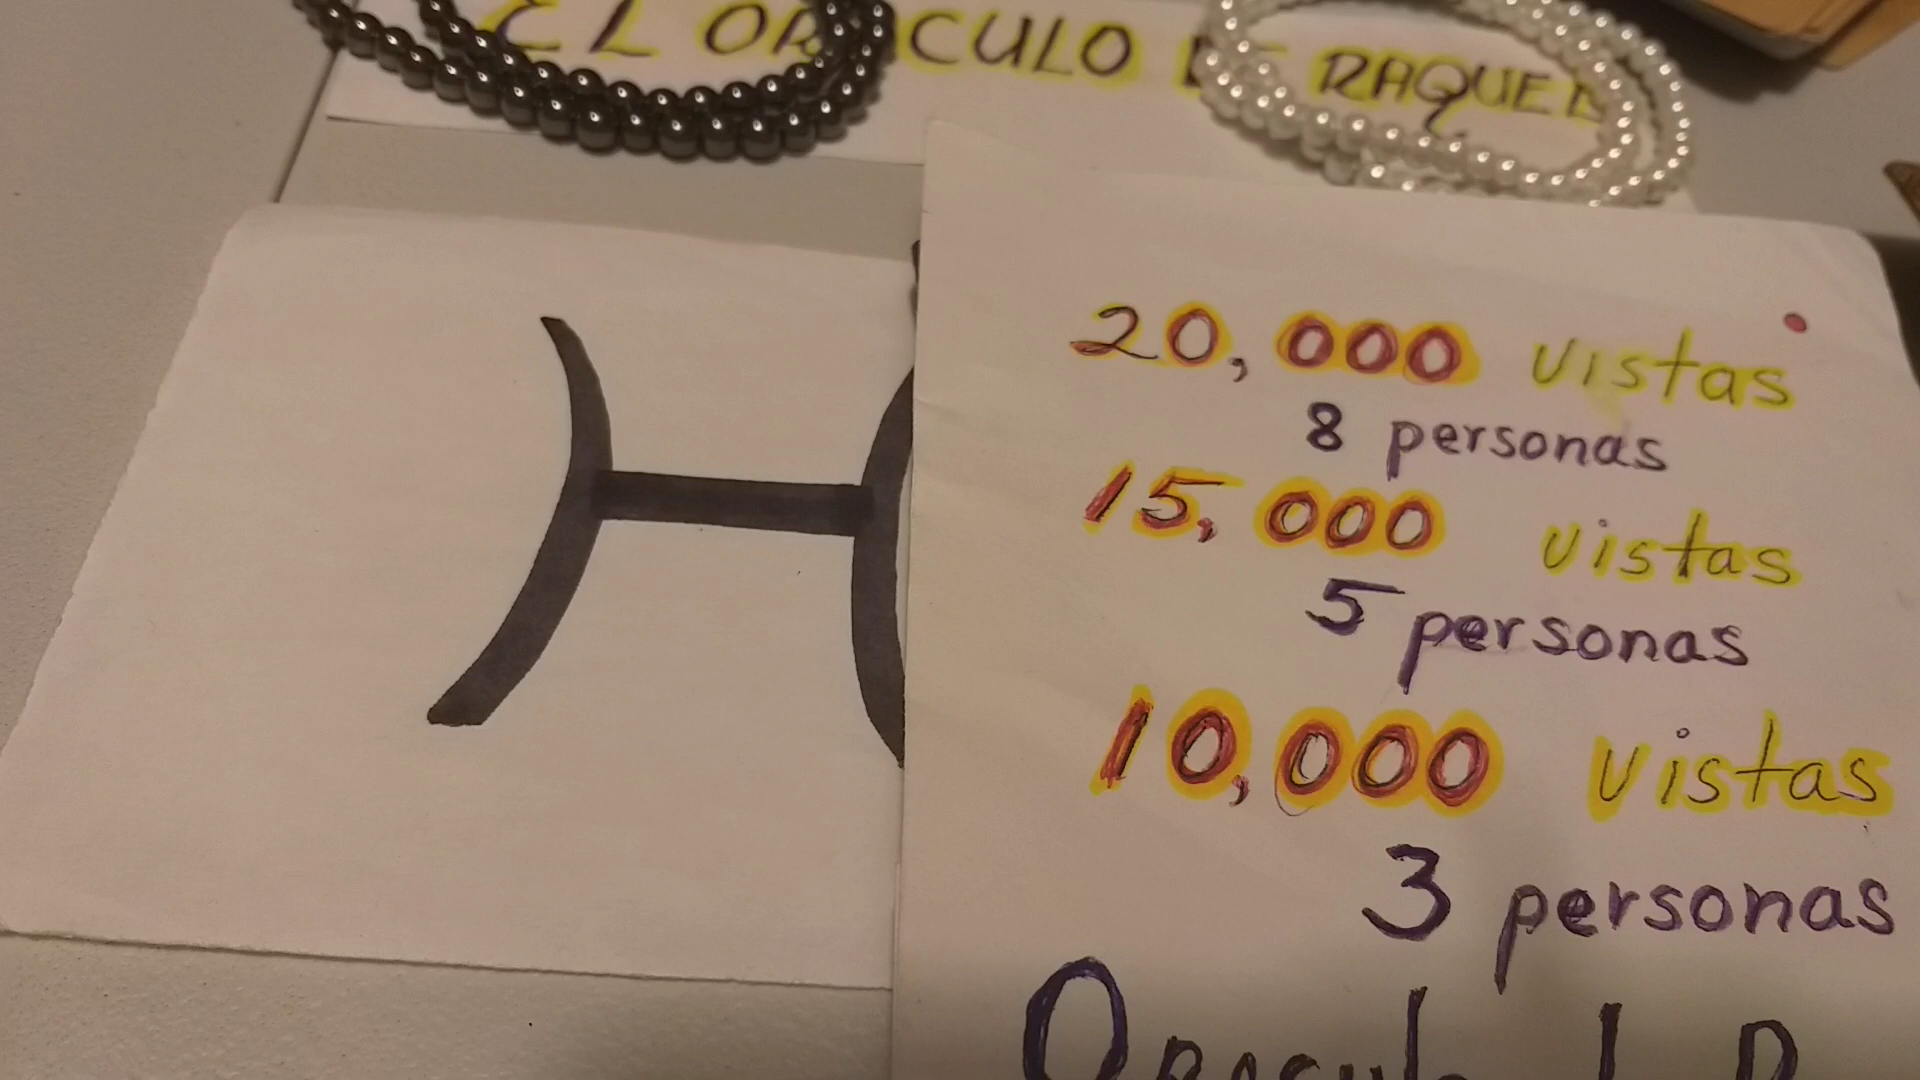 EL ORACULO DE RAQUEL
20,000 vistas
8 personas
15,000 vistas
5 personas
10,000 vistas
3 personas